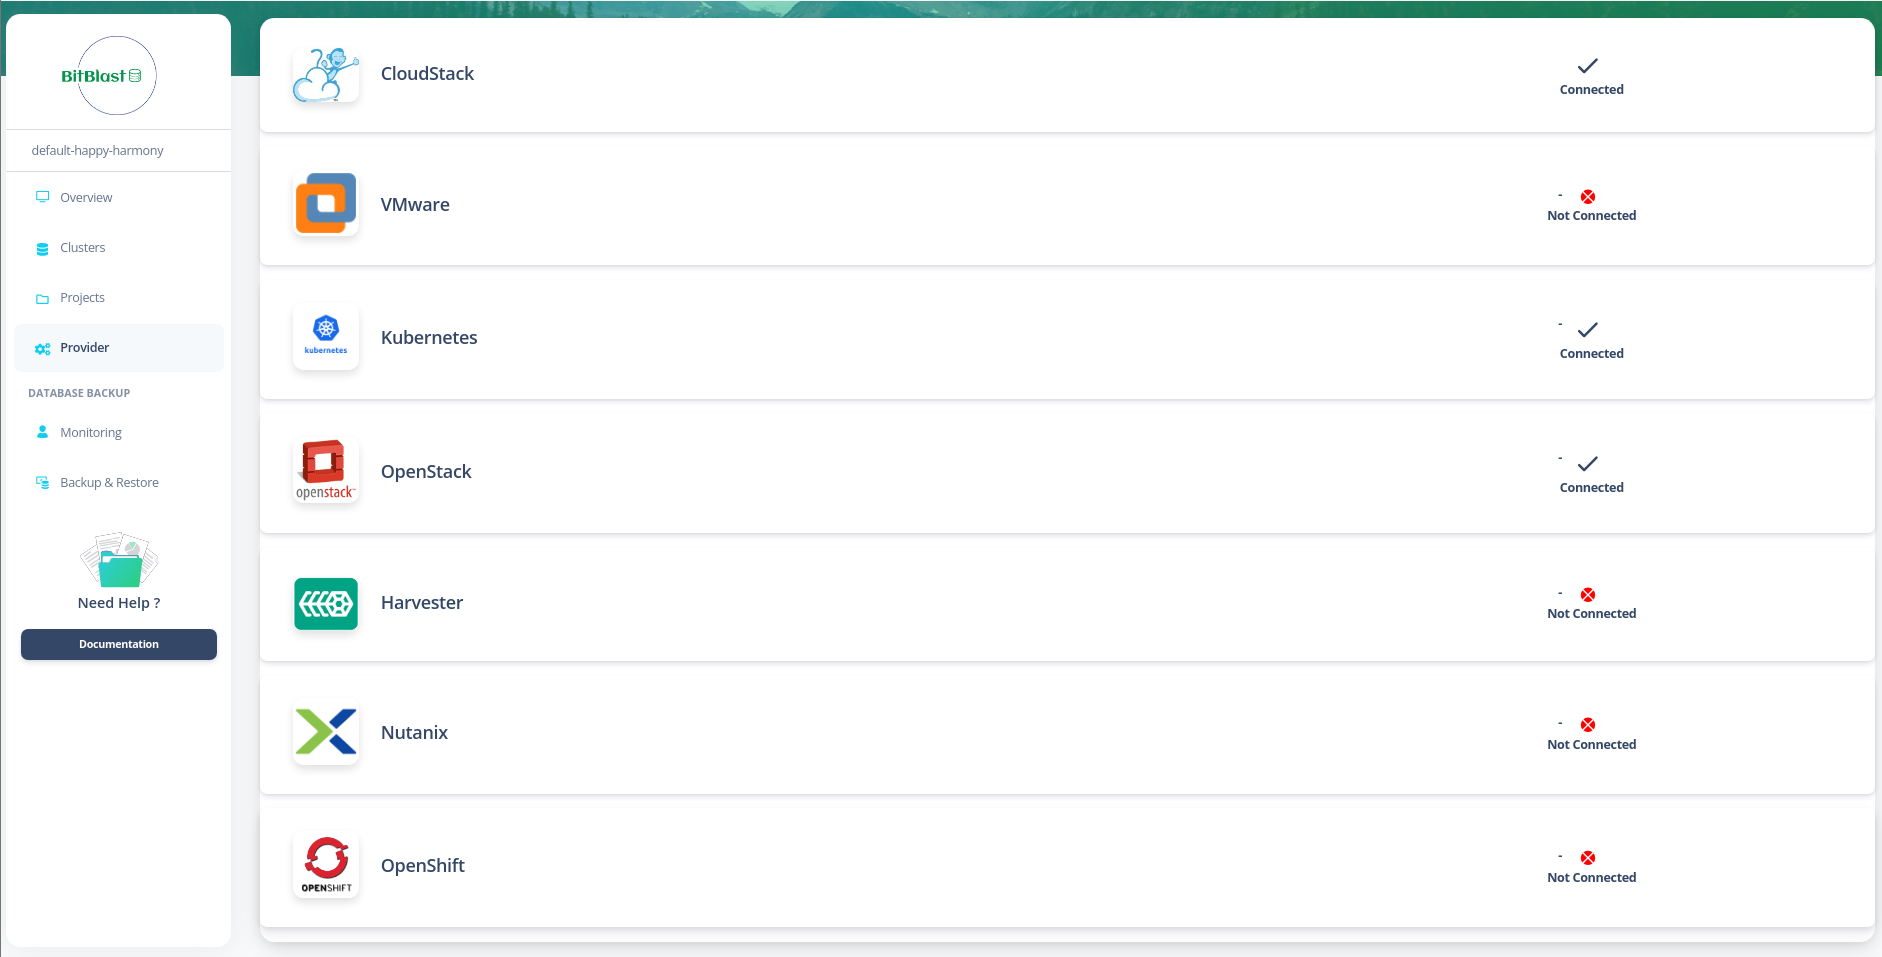 BitBlast
default-happy-harmony
Overview
Clusters
Projects
Provider
DATABASE BACKUP
Monitoring
Backup & Restore
Need Help ?
Documentation
CloudStack
Connected
VMware
-
Not Connected
kubernetes
Kubernetes
-
Connected
openstack™
OpenStack
-
Connected
Harvester
-
Not Connected
Nutanix
-
Not Connected
OPENSHIFT
OpenShift
-
Not Connected